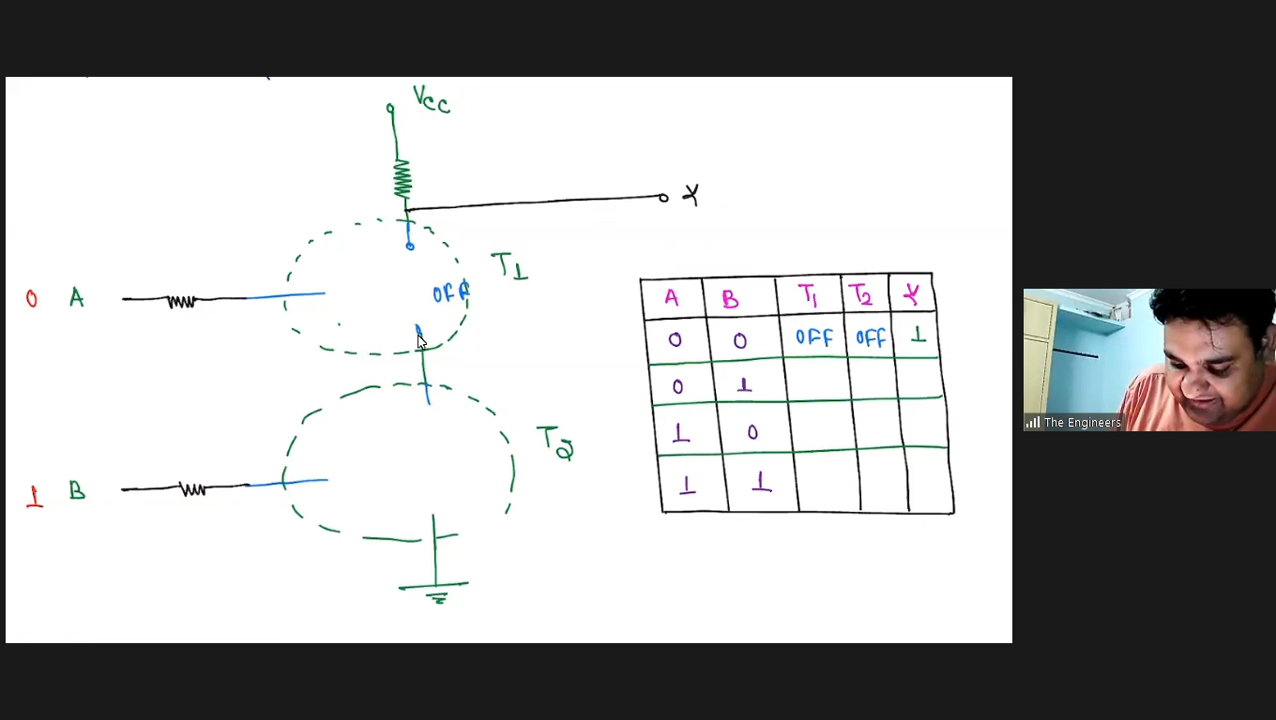 Vcc
Y
T1
OFF
0 A
T2
1 B
A B T1 T2 Y
0 0 OFF OFF 1
0 1
1 0
1 1
The Engineers